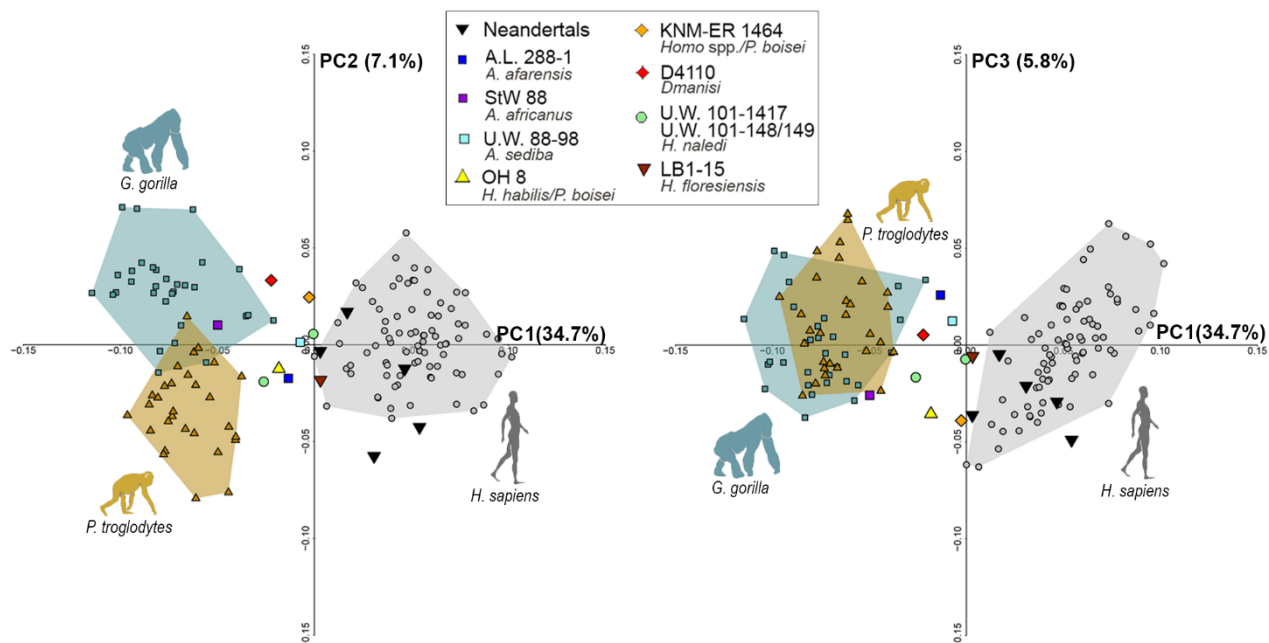 PC2 (7.1%)
0.15
0.10
0.05
G. gorilla
PC1(34.7%)
−0.15
−0.10
−0.05
0.00
0.05
0.10
0.15
−0.05
−0.10
−0.15
P. troglodytes
H. sapiens
Neandertals
A.L. 288-1
A. afarensis
StW 88
A. africanus
U.W. 88-98
A. sediba
OH 8
H. habilis/P. boisei
KNM-ER 1464
Homo spp./P. boisei
D4110
Dmanisi
U.W. 101-1417
U.W. 101-148/149
H. naledi
LB1-15
H. floresiensis
PC3 (5.8%)
0.15
0.10
0.05
P. troglodytes
PC1(34.7%)
−0.15
−0.10
−0.05
0.00
0.05
0.10
0.15
−0.05
0.10
0.15
G. gorilla
H. sapiens